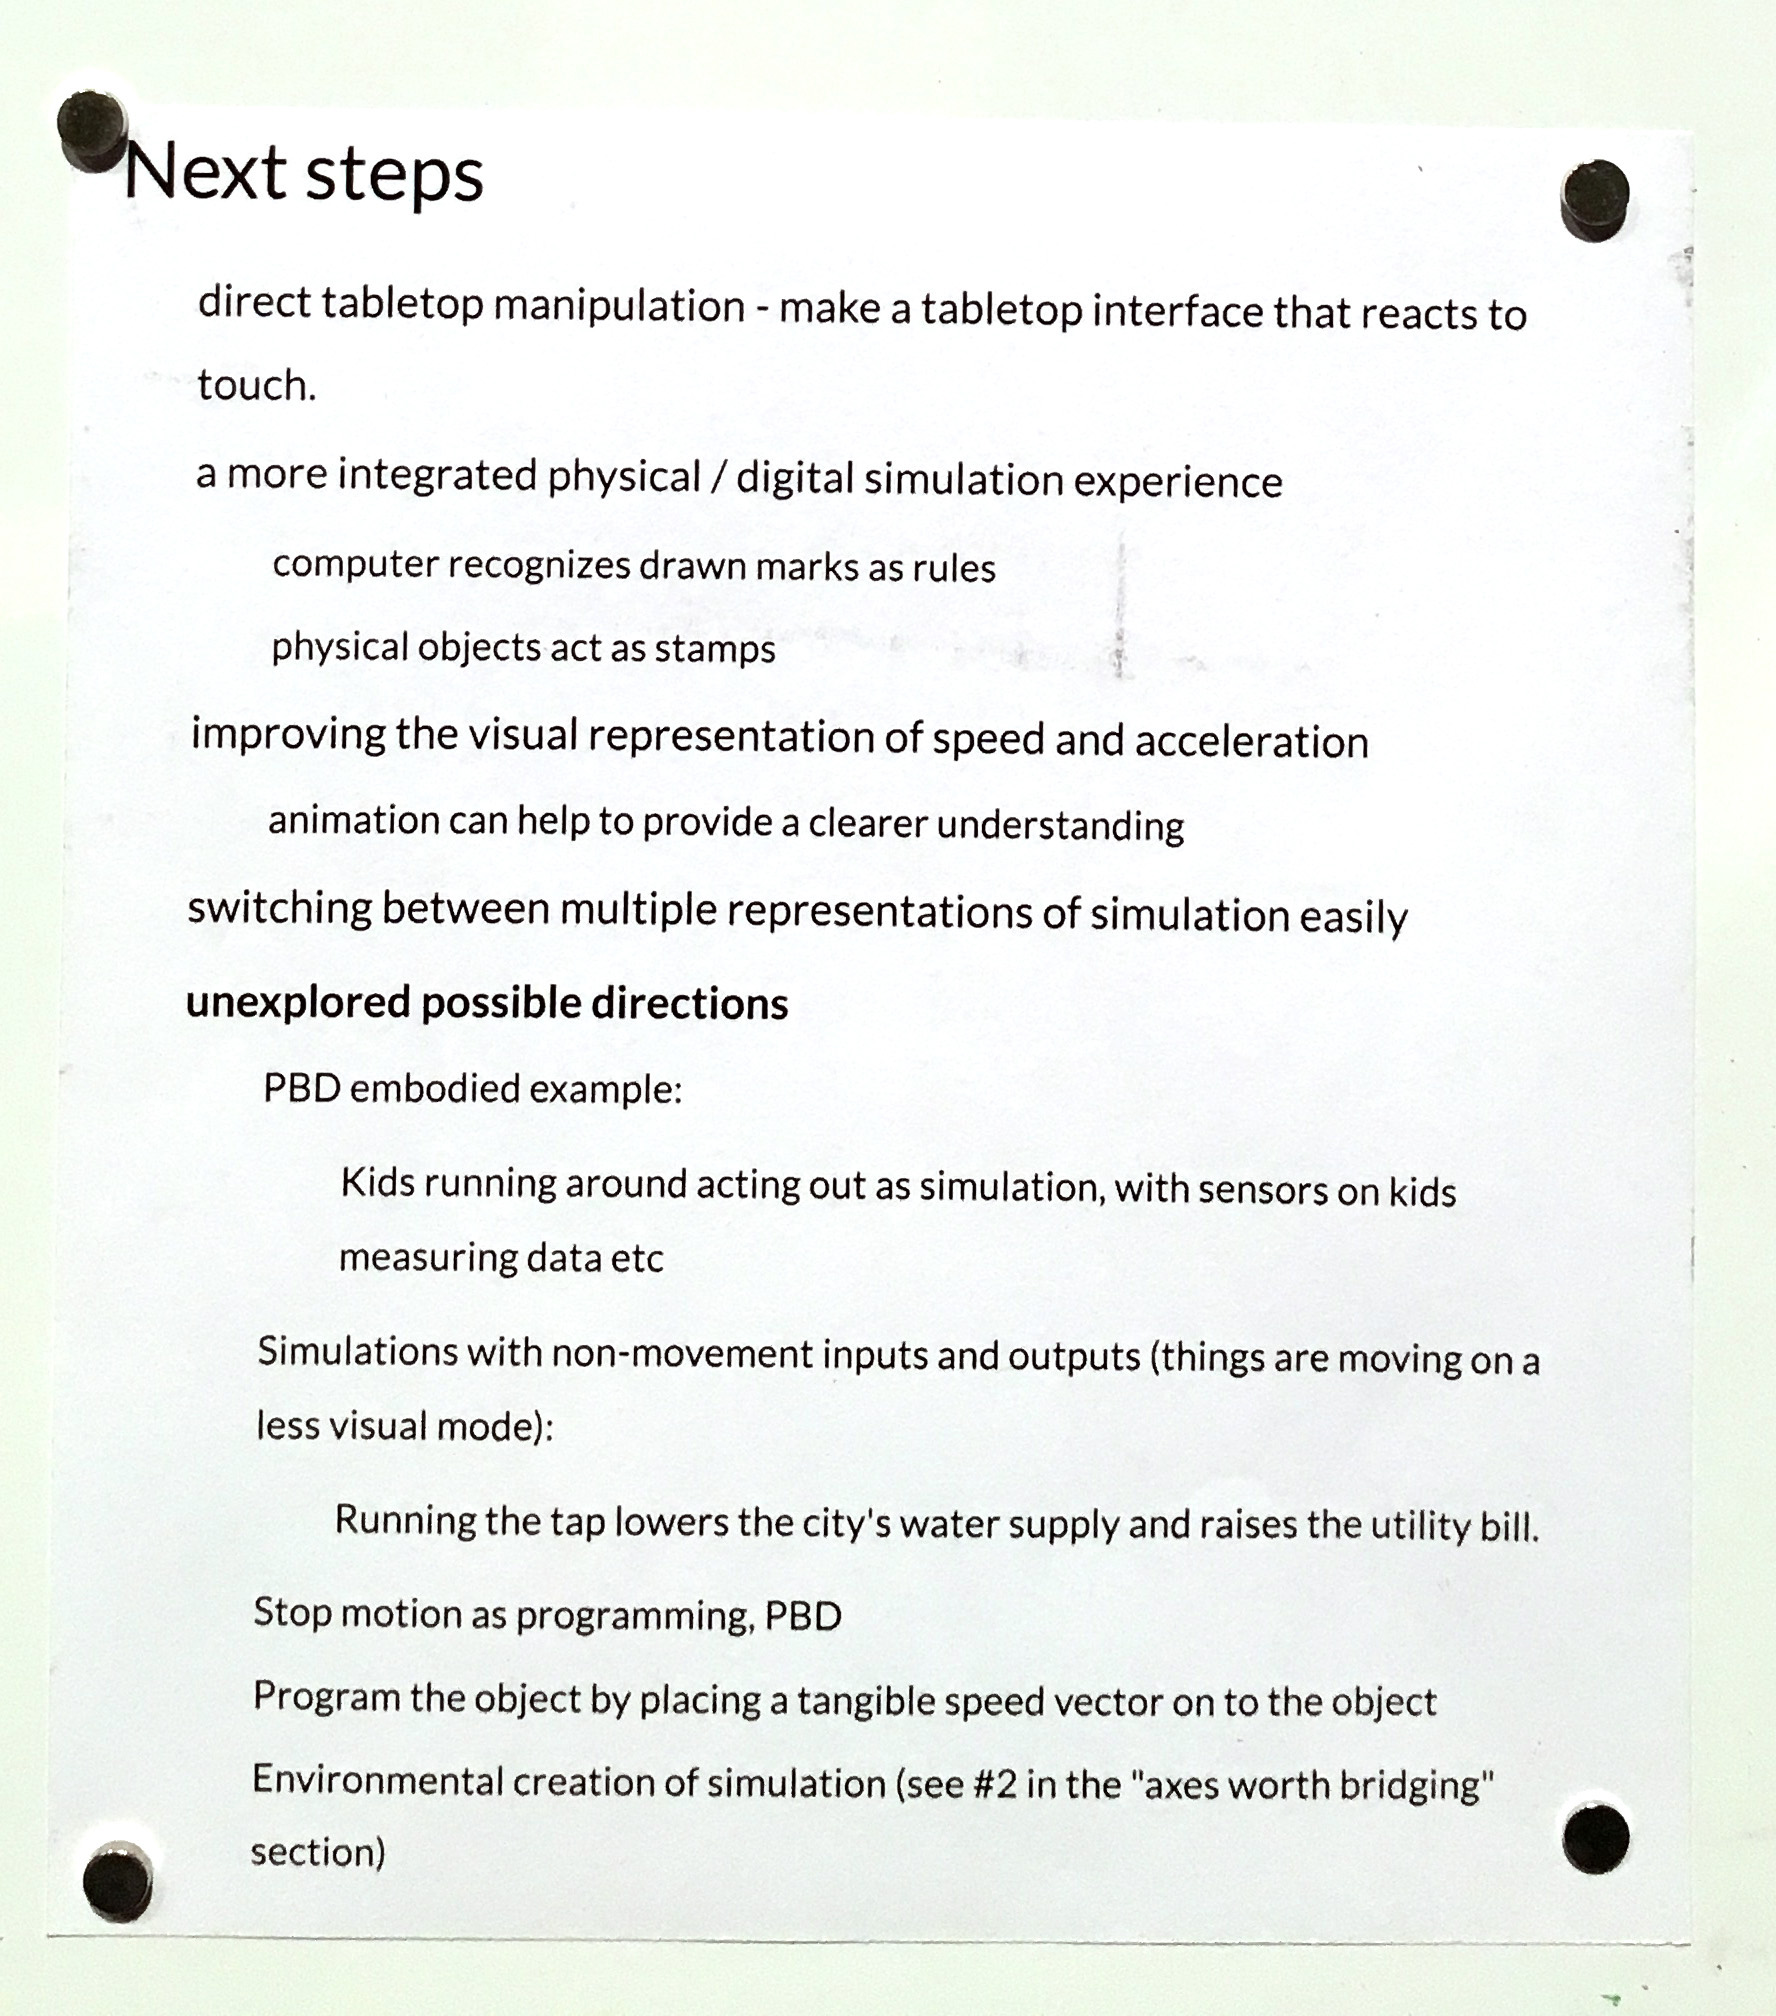 Next steps
direct tabletop manipulation - make a tabletop interface that reacts to
touch.
a more integrated physical / digital simulation experience
computer recognizes drawn marks as rules
physical objects act as stamps
improving the visual representation of speed and acceleration
animation can help to provide a clearer understanding
switching between multiple representations of simulation easily
unexplored possible directions
PBD embodied example:
Kids running around acting out as simulation, with sensors on kids
measuring data etc
Simulations with non-movement inputs and outputs (things are moving on a
less visual mode):
Running the tap lowers the city's water supply and raises the utility bill.
Stop motion as programming, PBD
Program the object by placing a tangible speed vector on to the object
Environmental creation of simulation (see #2 in the "axes worth bridging"
section)